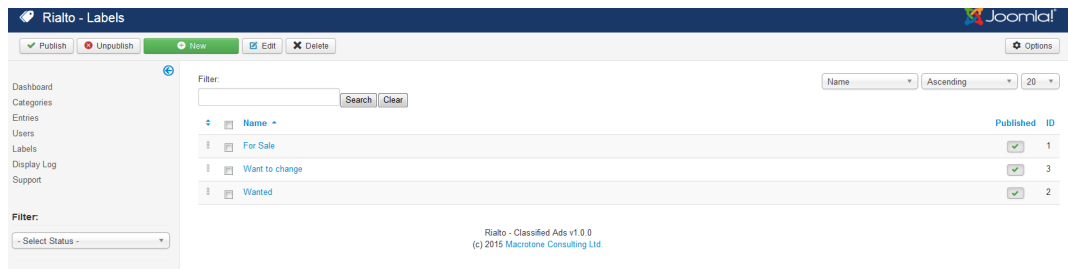 Rialto - Labels
Joomla!
Publish Unpublish New Edit Delete Options
Dashboard
Categories
Entries
Users
Labels
Display Log
Support
Filter:
- Select Status -
Filter:
Search Clear
Name Ascending 20
Name Published ID
For Sale 1
Want to change 3
Wanted 2
Rialto - Classified Ads v1.0.0
(c) 2015 Macrotone Consulting Ltd.